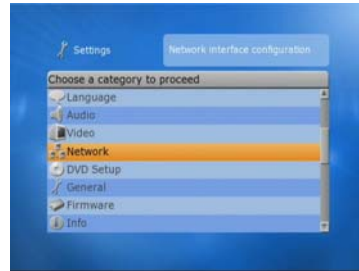 Settings
Network interface configuration
Choose a category to proceed
Language
Audio
Video
Network
DVD Setup
General
Firmware
Info